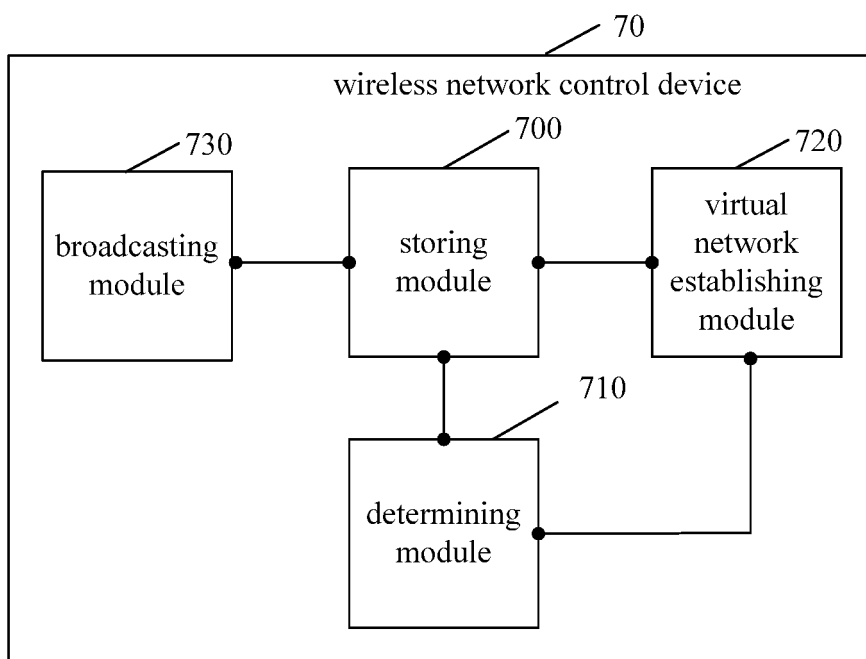 70
wireless network control device
730
700
720
broadcasting
module
storing
module
virtual
network
establishing
module
710
determining
module